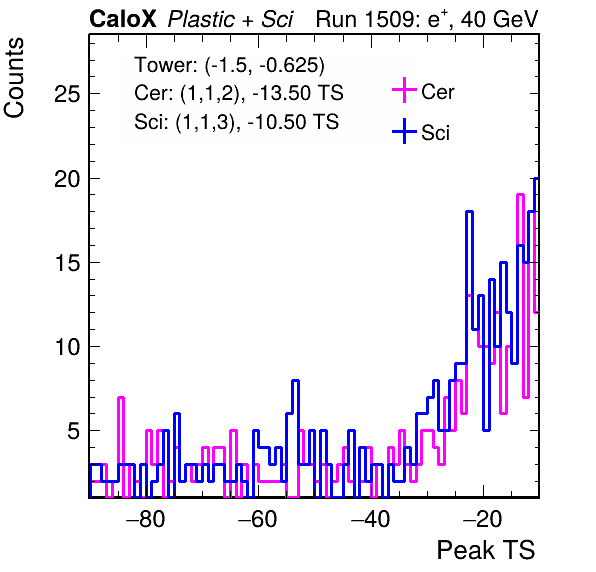 CaloX Plastic + Sci Run 1509: e⁺, 40 GeV
Counts
Tower: (-1.5, -0.625)
Cer: (1,1,2), -13.50 TS
Sci: (1,1,3), -10.50 TS
Cer
Sci
25
20
15
10
5
−80 −60 −40 −20
Peak TS